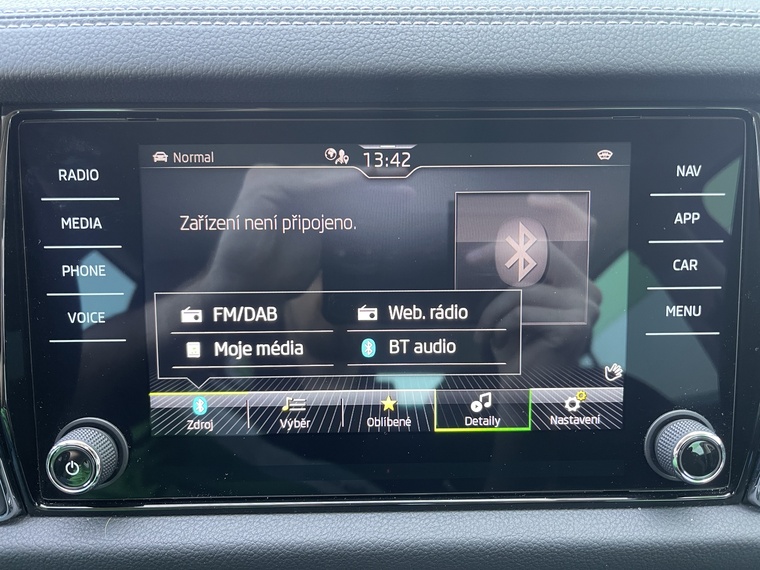 RADIO
MEDIA
PHONE
VOICE
Normal
13:42
Zařízení není připojeno.
FM/DAB
Web. rádio
Moje média
BT audio
Zdroj
Výběr
Oblíbené
Detaily
Nastavení
NAV
APP
CAR
MENU